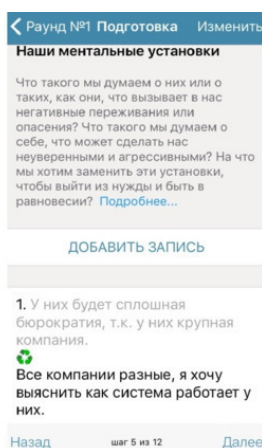 Раунд №1 Подготовка Изменить
Наши ментальные установки
Что такого мы думаем о них или о
таких, как они, что вызывает в нас
негативные переживания или
опасения? Что такого мы думаем о
себе, что может сделать нас
неуверенными и агрессивными? На что
мы хотим заменить эти установки,
чтобы выйти из нужды и быть в
равновесии? Подробнее...
ДОБАВИТЬ ЗАПИСЬ
1. У них будет сплошная
бюрократия, т.к. у них крупная
компания.
Все компании разные, я хочу
выяснить как система работает у
них.
Назад шаг 5 из 12 Далее